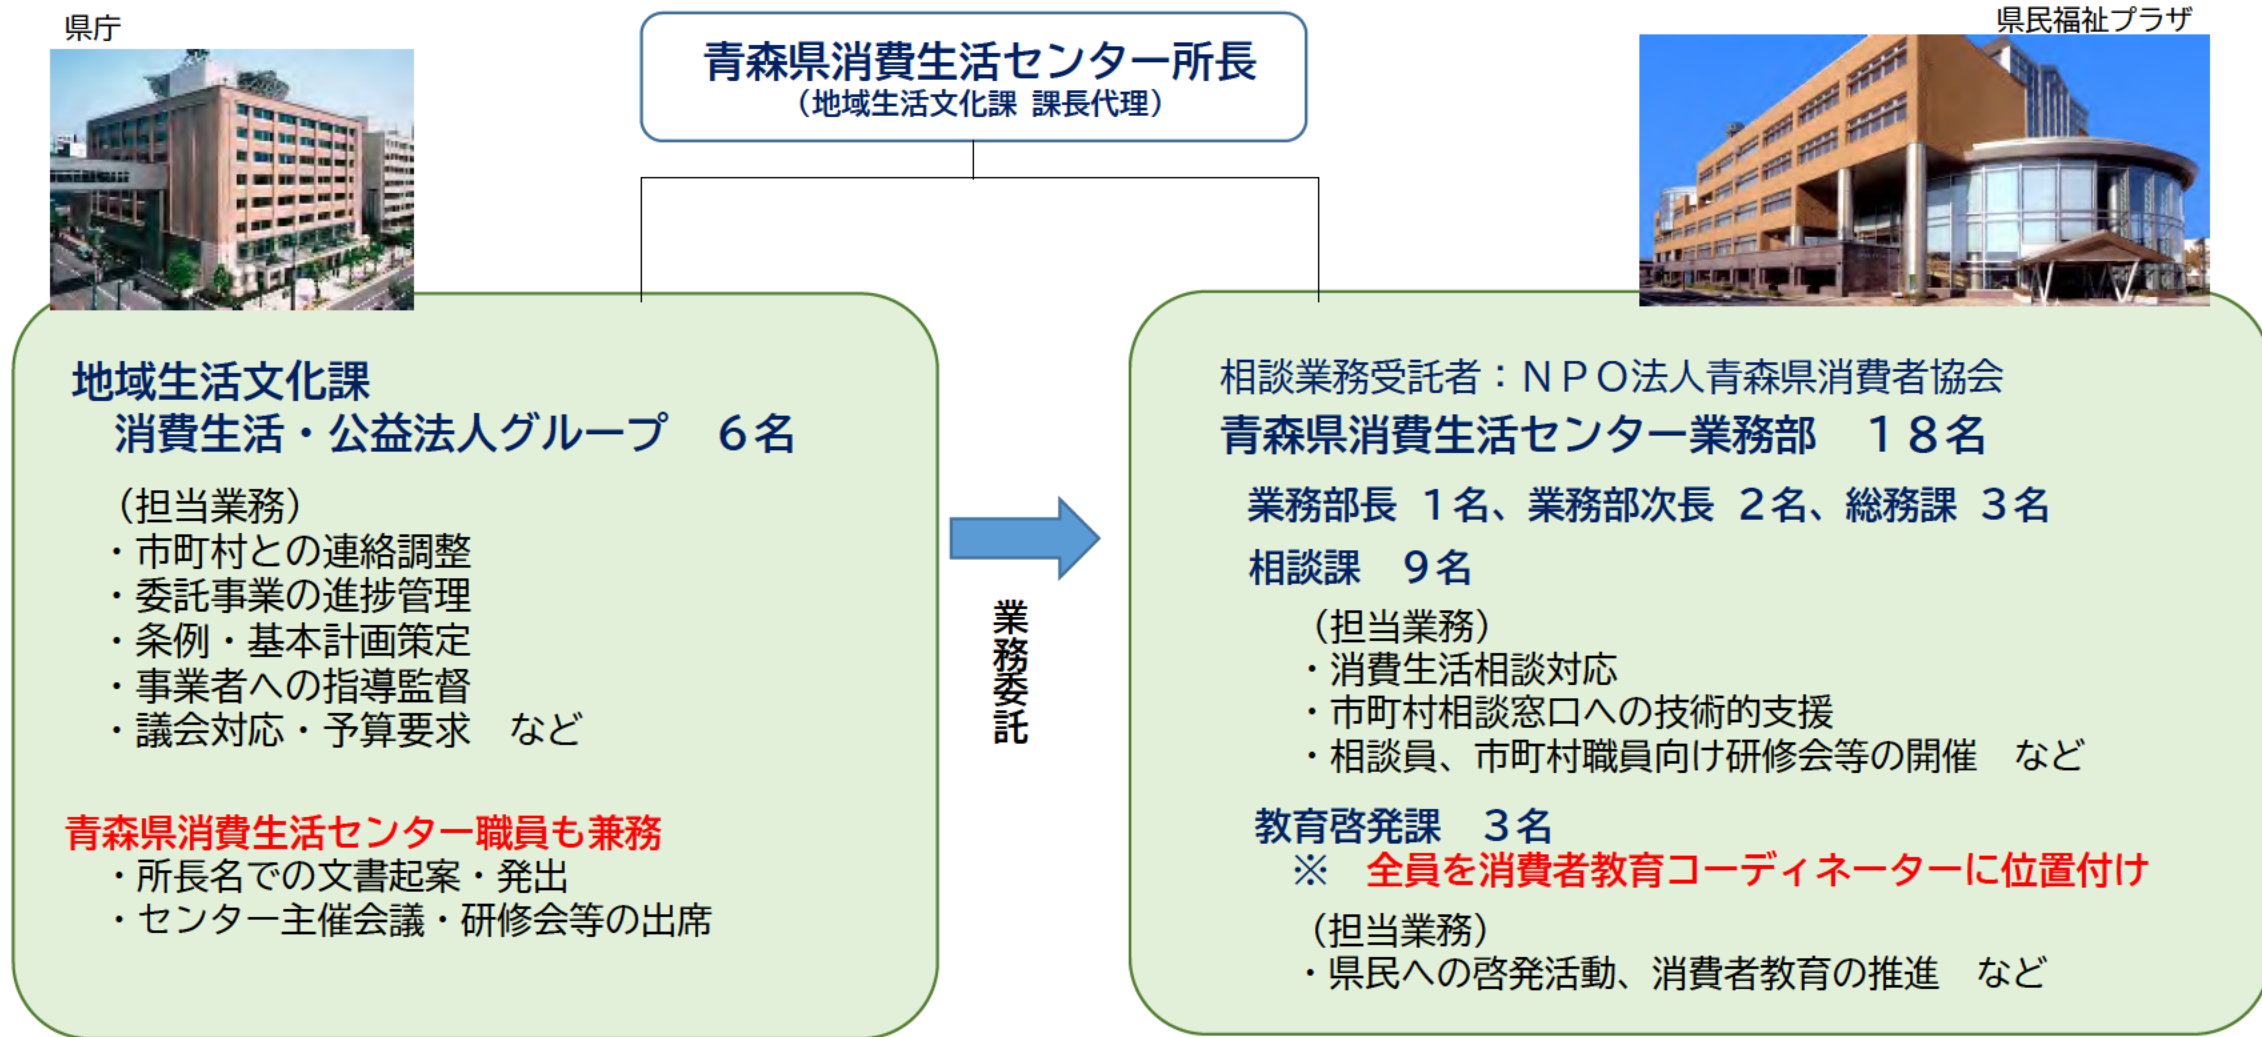 県庁
県民福祉プラザ
青森県消費生活センター所長
（地域生活文化課 課長代理）
地域生活文化課
消費生活・公益法人グループ　６名
（担当業務）
・市町村との連絡調整
・委託事業の進捗管理
・条例・基本計画策定
・事業者への指導監督
・議会対応・予算要求　など
青森県消費生活センター職員も兼務
・所長名での文書起案・発出
・センター主催会議・研修会等の出席
業務委託
相談業務受託者：ＮＰＯ法人青森県消費者協会
青森県消費生活センター業務部　１８名
業務部長 １名、業務部次長 ２名、総務課 ３名
相談課　９名
（担当業務）
・消費生活相談対応
・市町村相談窓口への技術的支援
・相談員、市町村職員向け研修会等の開催　など
教育啓発課　３名
※　全員を消費者教育コーディネーターに位置付け
（担当業務）
・県民への啓発活動、消費者教育の推進　など